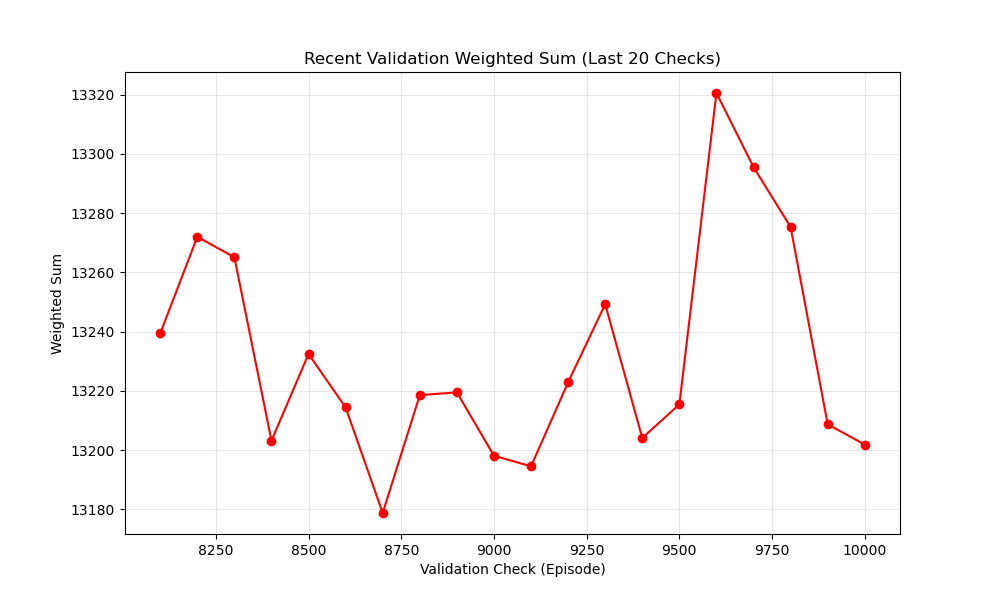 Recent Validation Weighted Sum (Last 20 Checks)
13320
13300
13280
13260
13240
13220
13200
13180
Weighted Sum
8250 8500 8750 9000 9250 9500 9750 10000
Validation Check (Episode)